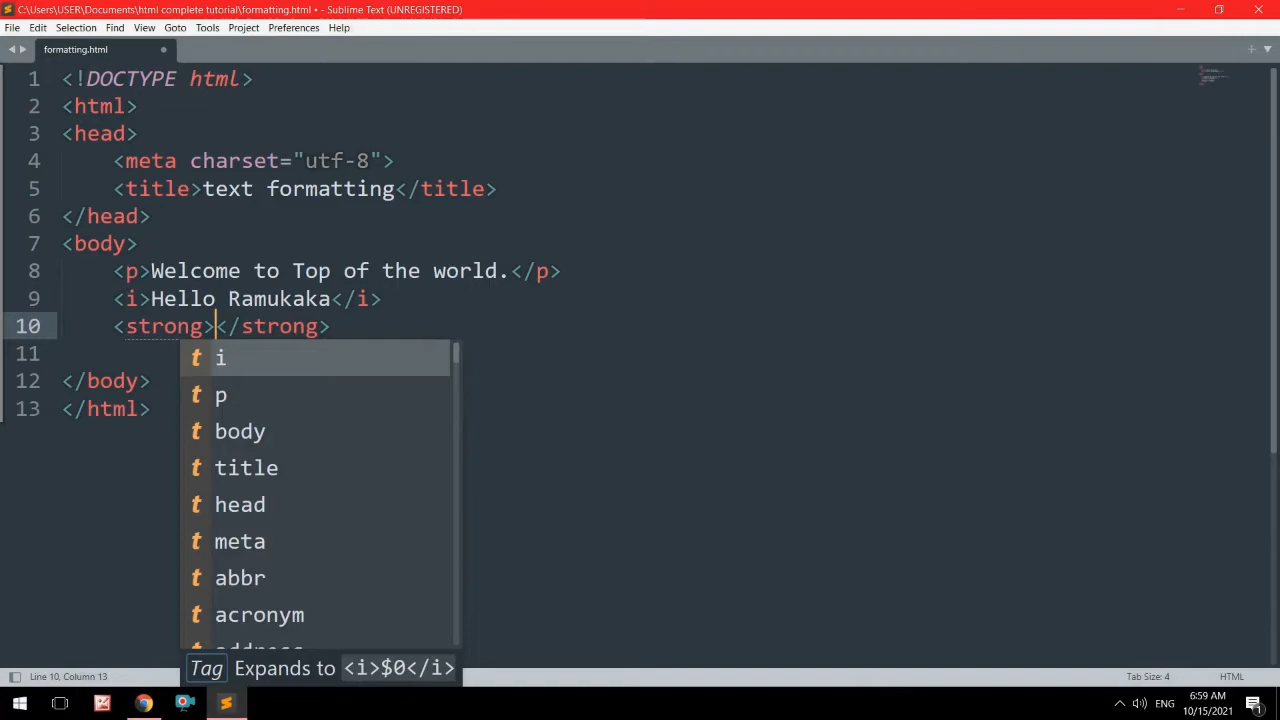 C:\Users\USER\Documents\html complete tutorial\formatting.html • - Sublime Text (UNREGISTERED)
File Edit Selection Find View Goto Tools Project Preferences Help
formatting.html
1 <!DOCTYPE html>
2 <html>
3 <head>
4 <meta charset="utf-8">
5 <title>text formatting</title>
6 </head>
7 <body>
8 <p>Welcome to Top of the world.</p>
9 <i>Hello Ramukaka</i>
10 <strong></strong>
11
12 </body>
13 </html>
t i
t p
t body
t title
t head
t meta
t abbr
t acronym
t address
Tag Expands to <i>$0</i>
Line 10, Column 13
Tab Size: 4
HTML
ENG
6:59 AM
10/15/2021
1